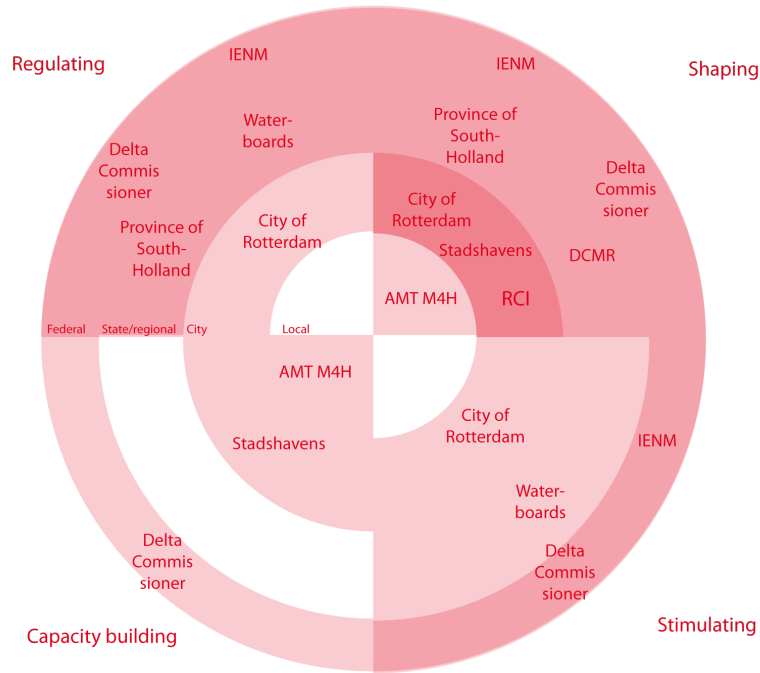 Regulating
IENM
Water-
boards
Delta
Commis
sioner
Province of
South-
Holland
City of
Rotterdam
Federal
State/regional
City
Local
Shaping
IENM
Province of
South-
Holland
Delta
Commis
sioner
City of
Rotterdam
Stadshavens
DCMR
AMT M4H
RCI
AMT M4H
Stadshavens
Delta
Commis
sioner
Capacity building
City of
Rotterdam
IENM
Water-
boards
Delta
Commis
sioner
Stimulating